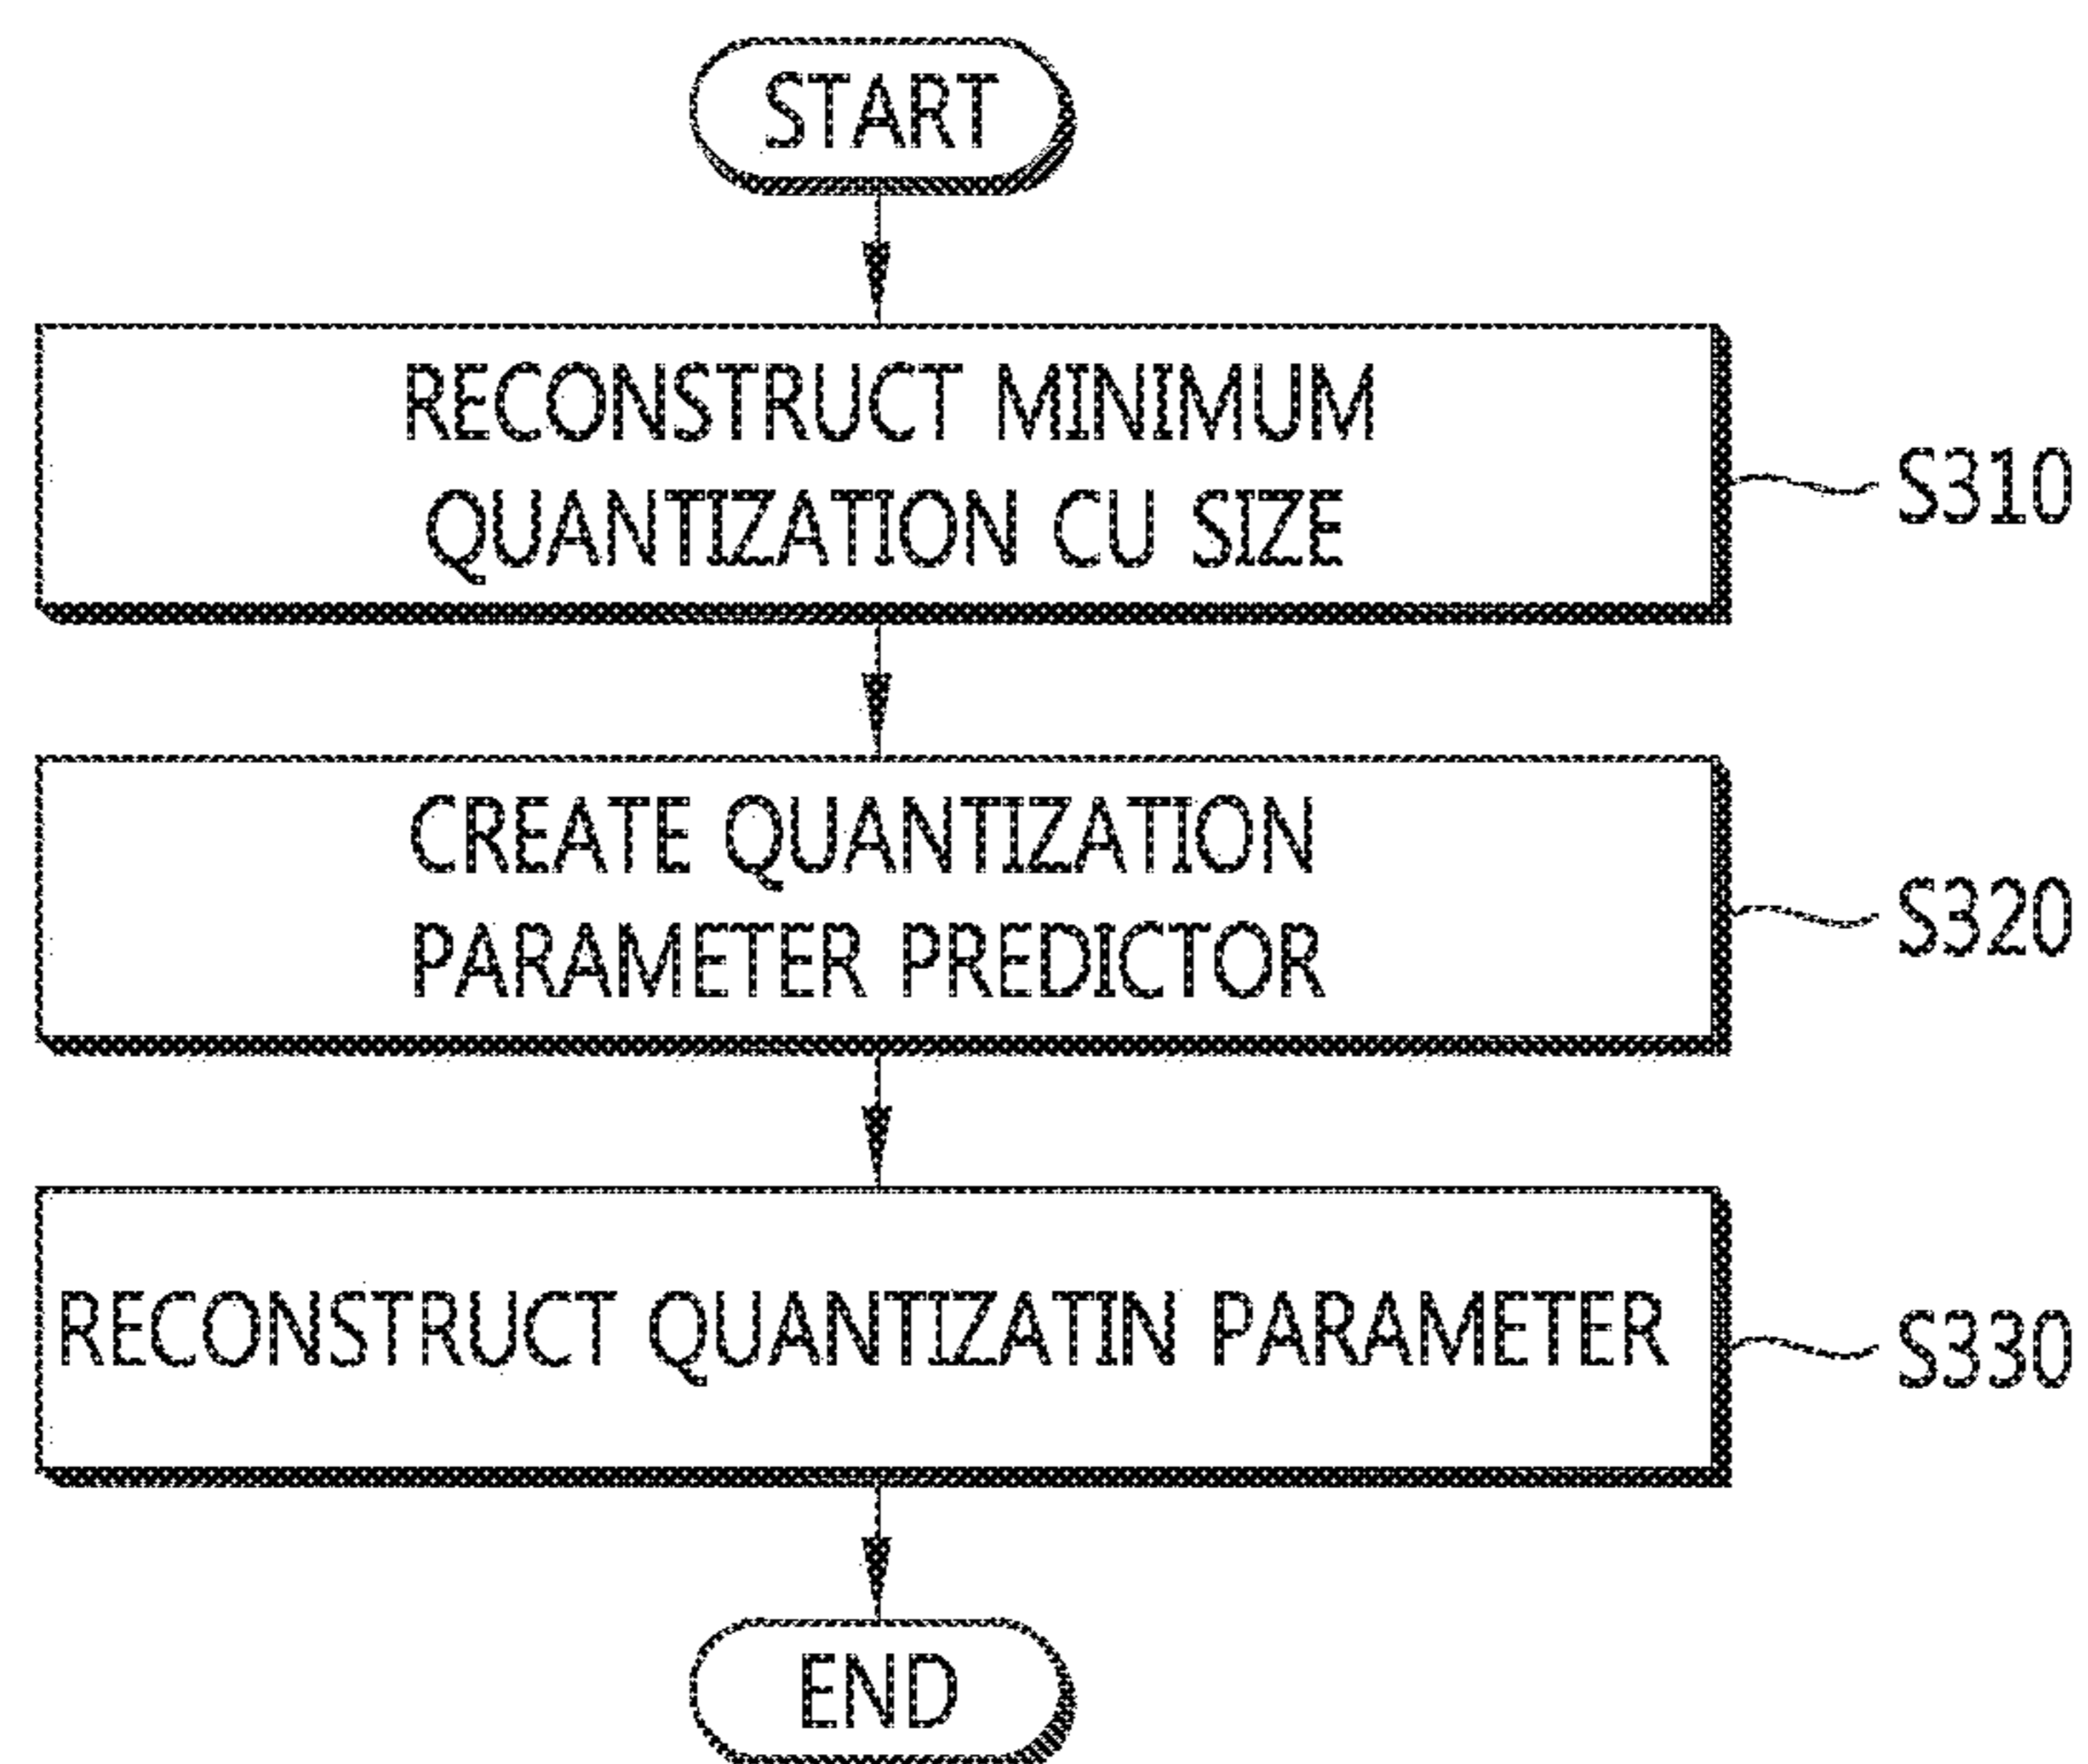 START
RECONSTRUCT MINIMUM
QUANTIZATION CU SIZE
S310
CREATE QUANTIZATION
PARAMETER PREDICTOR
S320
RECONSTRUCT QUANTIZATIN PARAMETER
S330
END